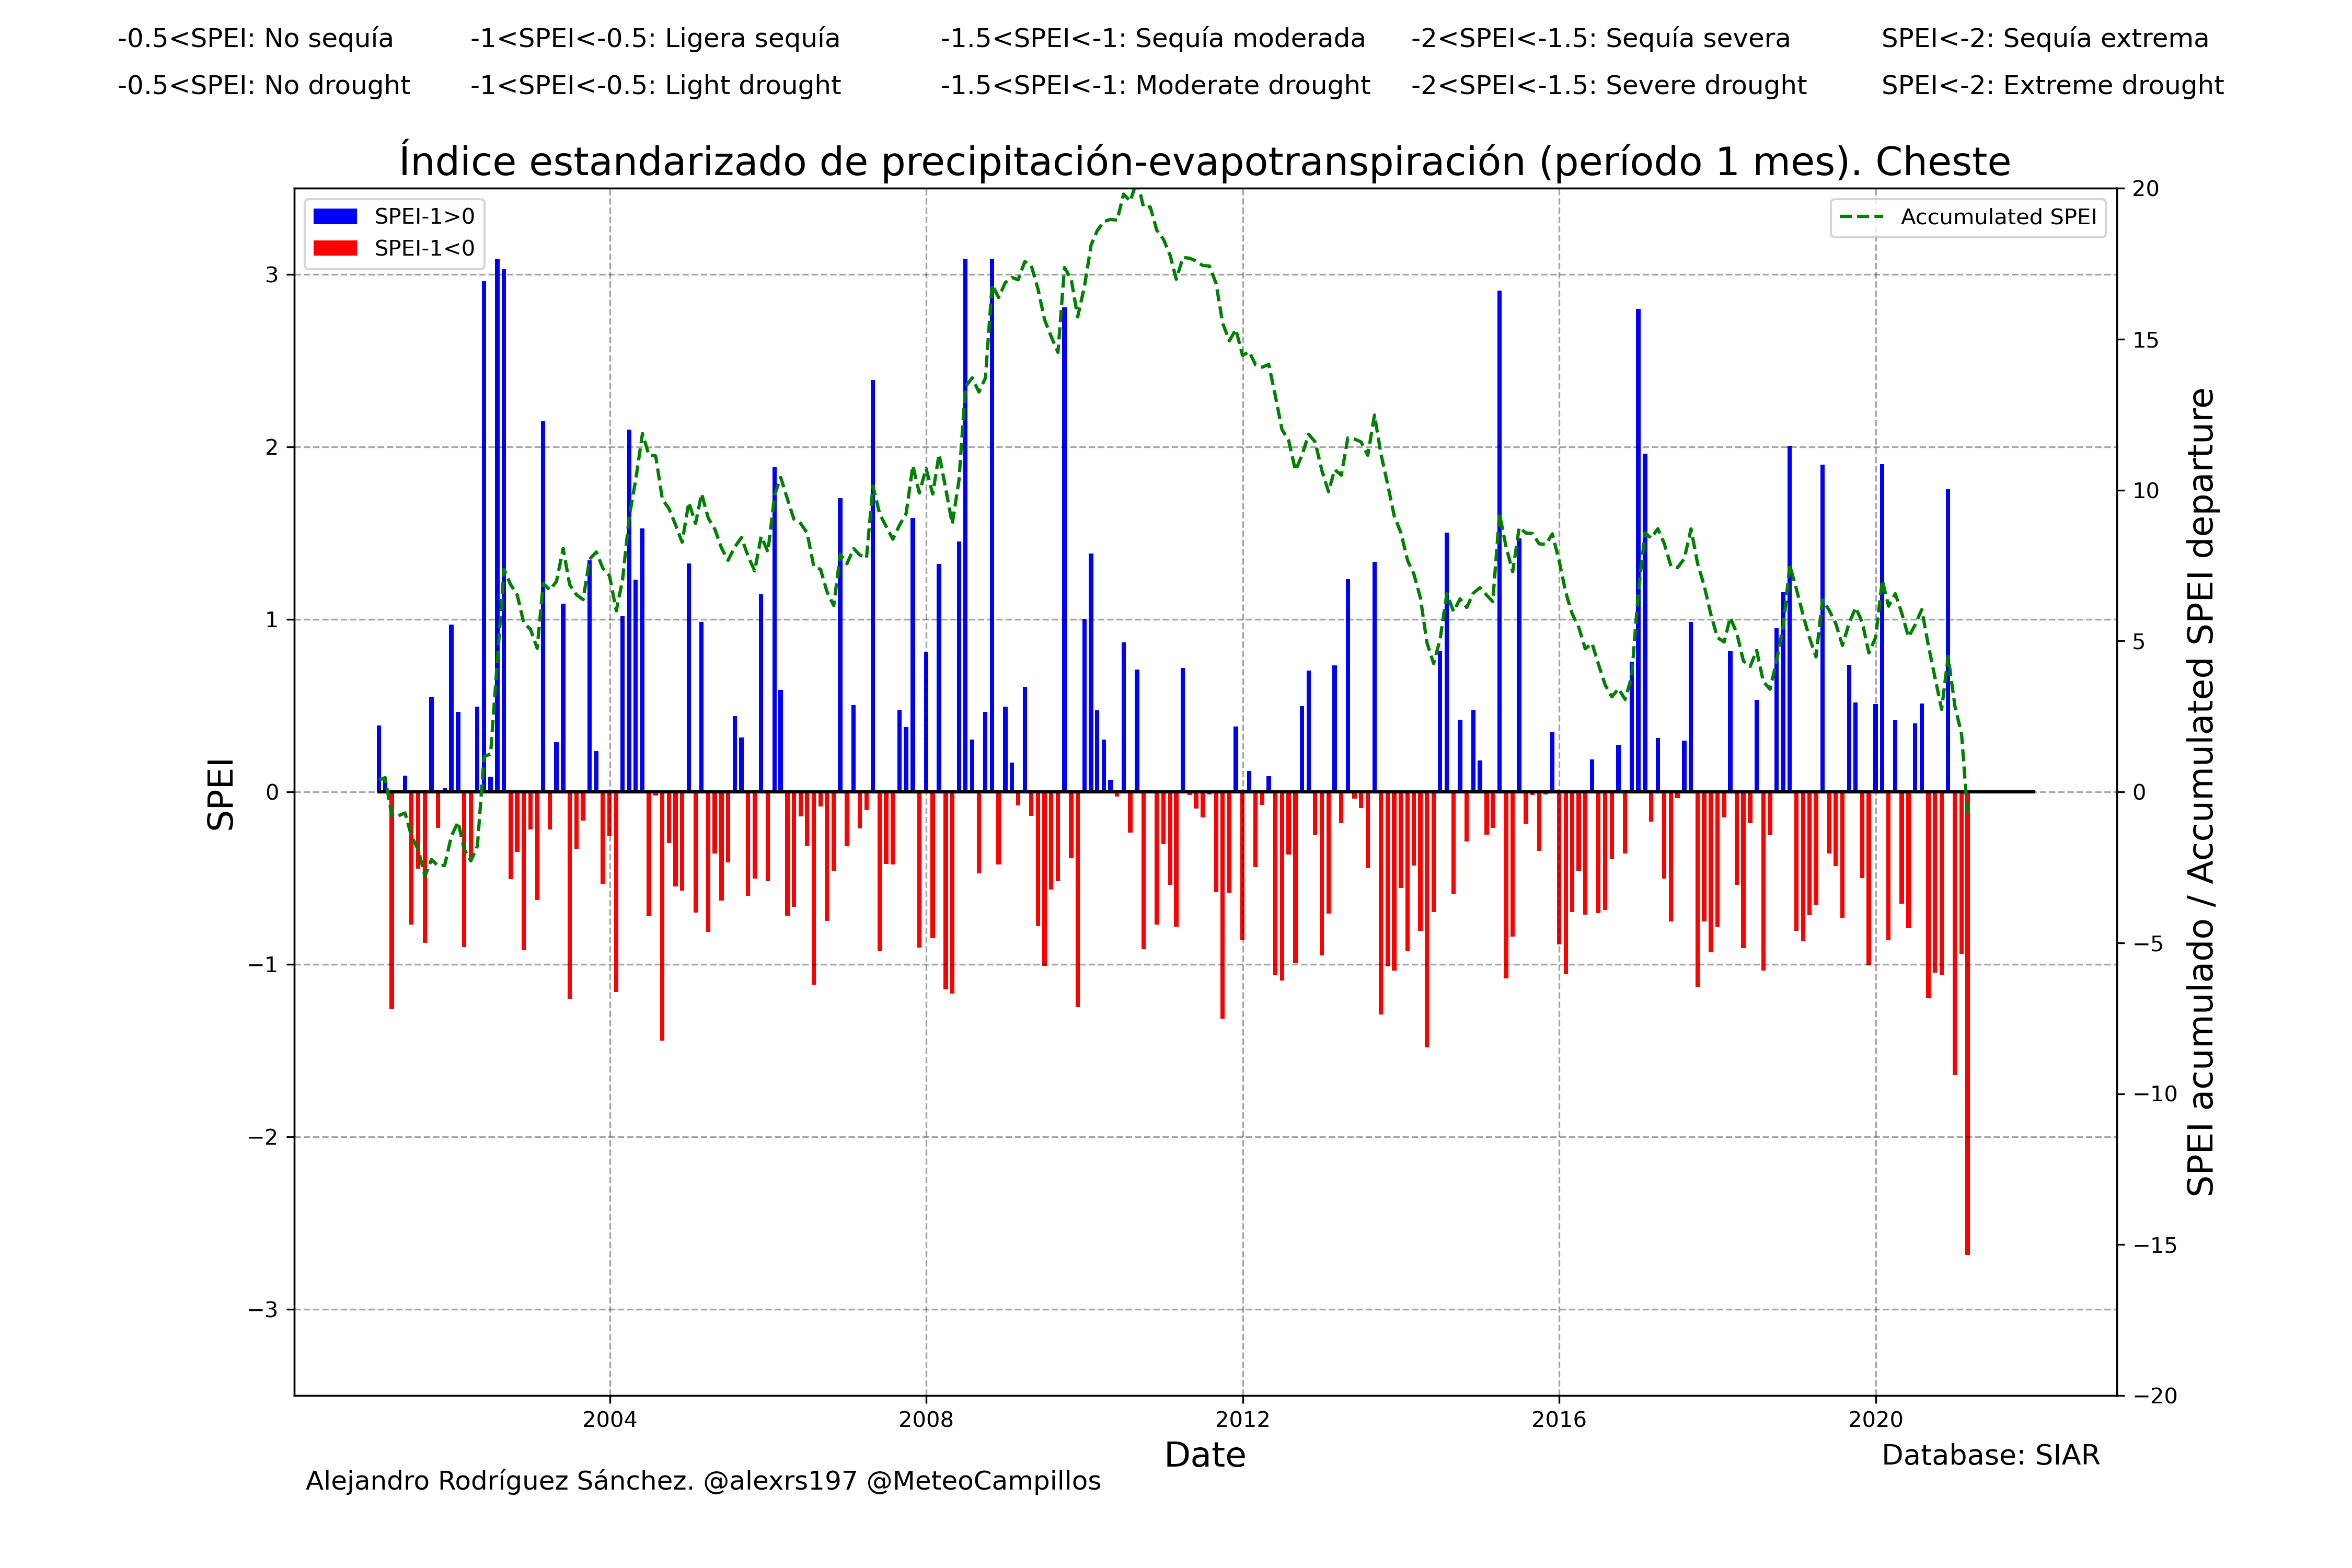 -0.5<SPEI: No sequía -1<SPEI<-0.5: Ligera sequía -1.5<SPEI<-1: Sequía moderada -2<SPEI<-1.5: Sequía severa SPEI<-2: Sequía extrema
-0.5<SPEI: No drought -1<SPEI<-0.5: Light drought -1.5<SPEI<-1: Moderate drought -2<SPEI<-1.5: Severe drought SPEI<-2: Extreme drought
Índice estandarizado de precipitación-evapotranspiración (período 1 mes). Cheste
SPEI-1>0
SPEI-1<0
Accumulated SPEI
SPEI
3
2
1
0
−1
−2
−3
20
15
10
5
0
−5
−10
−15
−20
SPEI acumulado / Accumulated SPEI departure
2004 2008 2012 2016 2020
Date
Database: SIAR
Alejandro Rodríguez Sánchez. @alexrs197 @MeteoCampillos